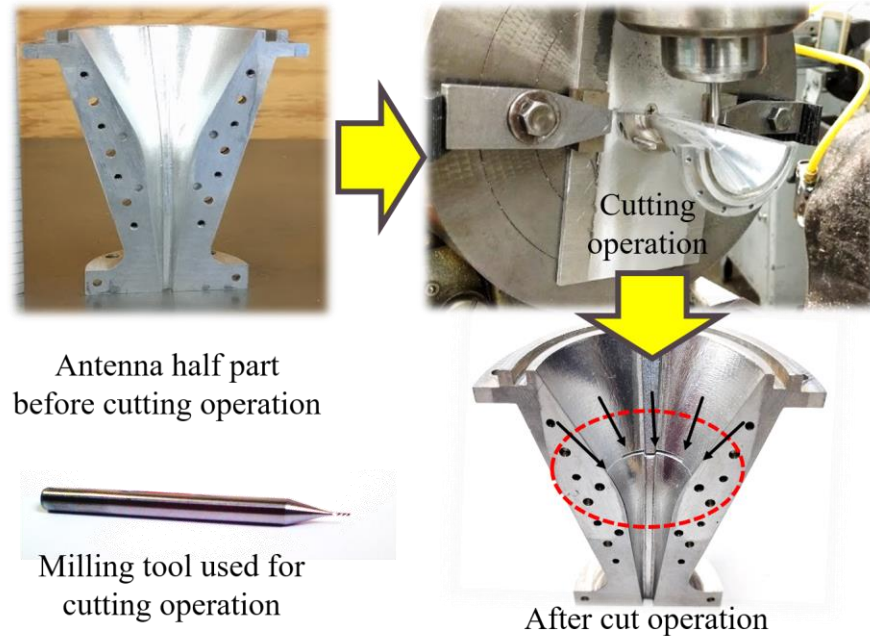 Cutting
operation
Antenna half part
before cutting operation
Milling tool used for
cutting operation
After cut operation